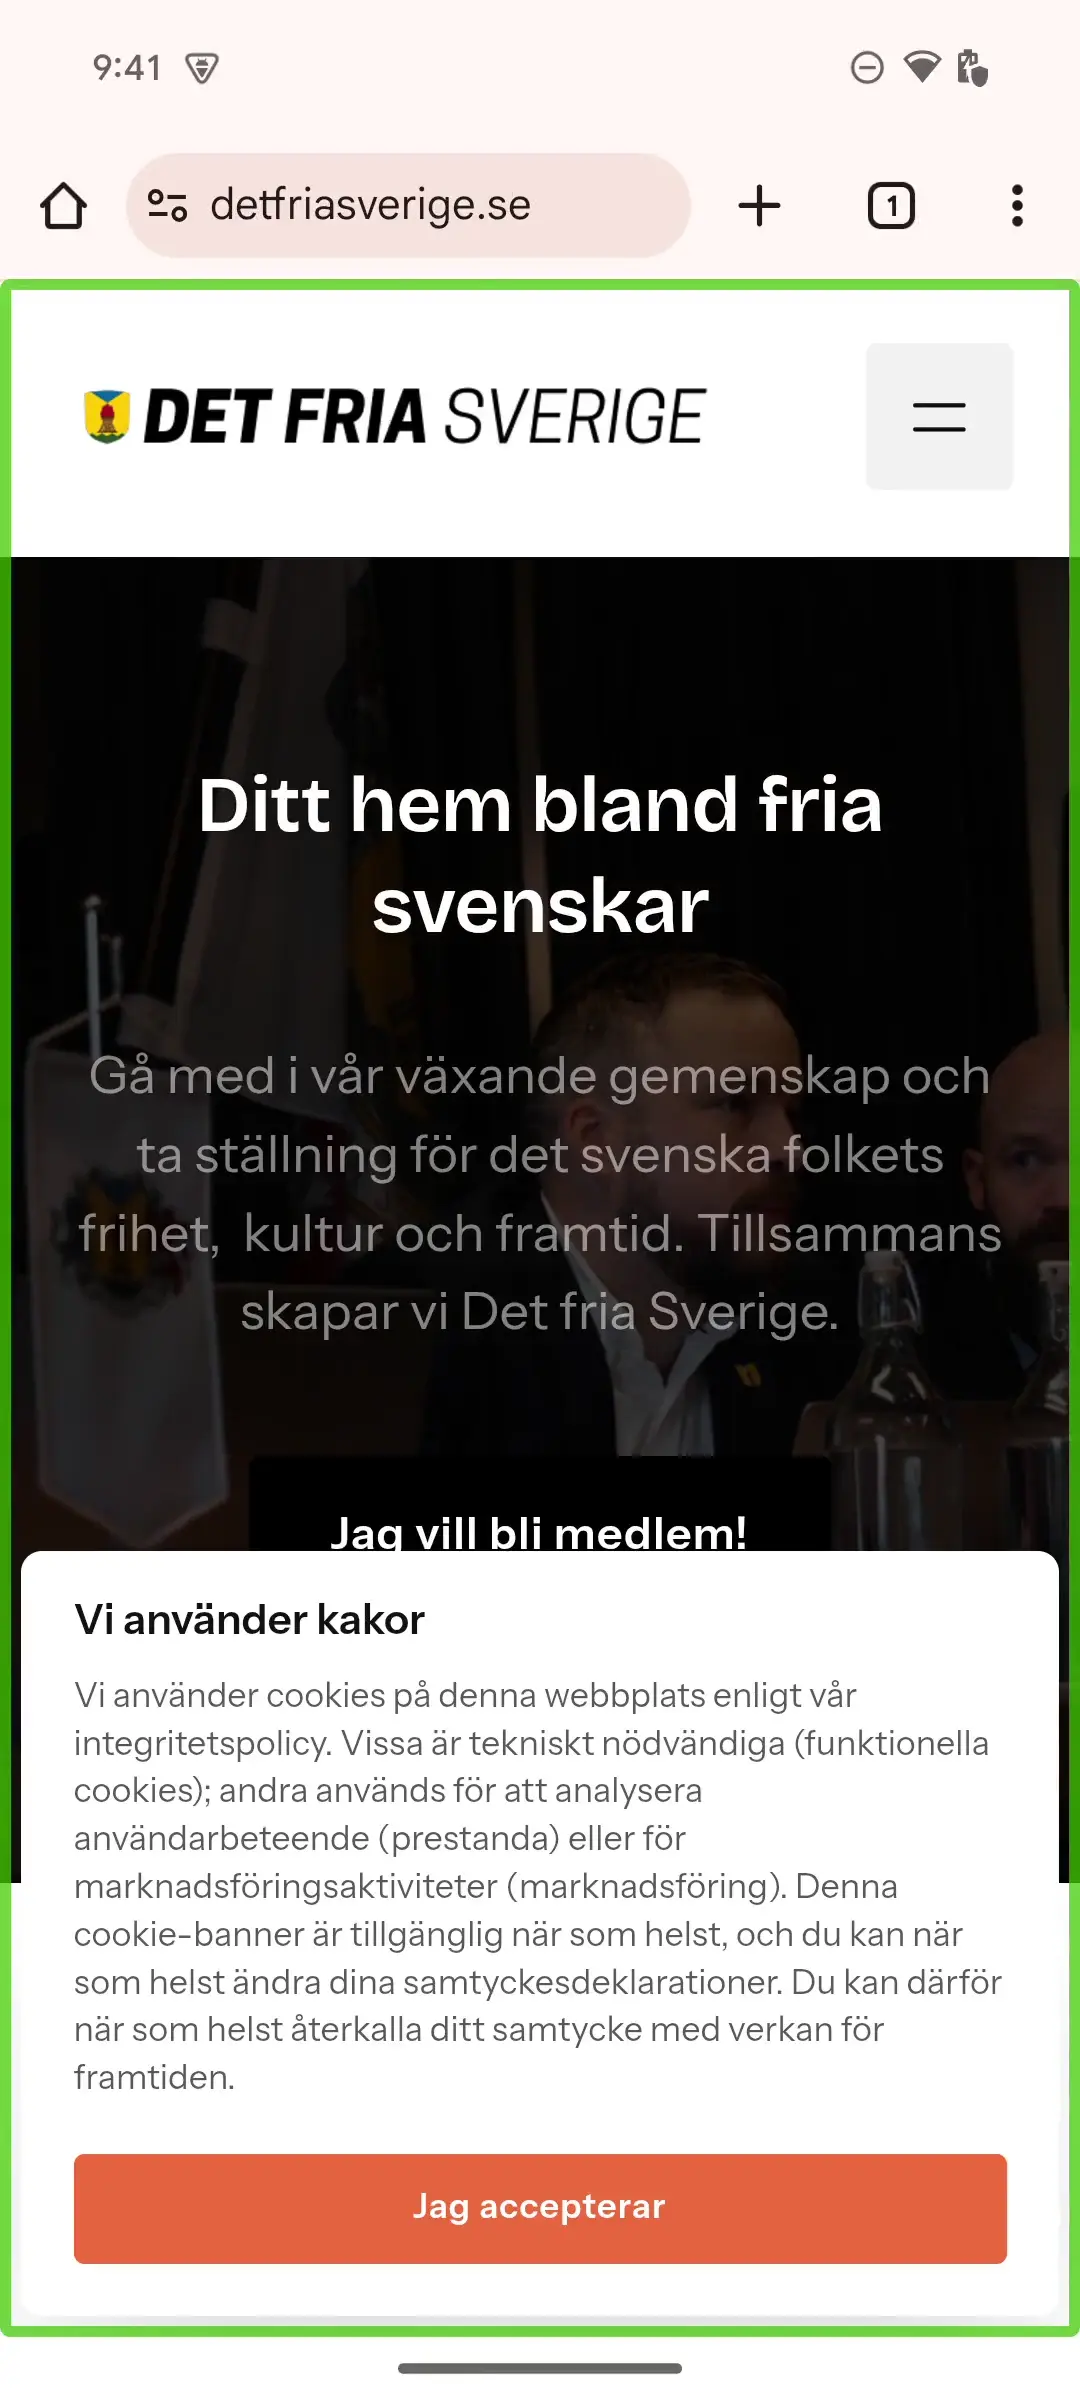 9:41
detfriasverige.se
1
DET FRIA SVERIGE
Ditt hem bland fria
svenskar
Gå med i vår växande gemenskap och
ta ställning för det svenska folkets
frihet, kultur och framtid. Tillsammans
skapar vi Det fria Sverige.
Jag vill bli medlem!
Vi använder kakor
Vi använder cookies på denna webbplats enligt vår
integritetspolicy. Vissa är tekniskt nödvändiga (funktionella
cookies); andra används för att analysera
användarbeteende (prestanda) eller för
marknadsföringsaktiviteter (marknadsföring). Denna
cookie-banner är tillgänglig när som helst, och du kan när
som helst ändra dina samtyckesdeklarationer. Du kan därför
när som helst återkalla ditt samtycke med verkan för
framtiden.
Jag accepterar